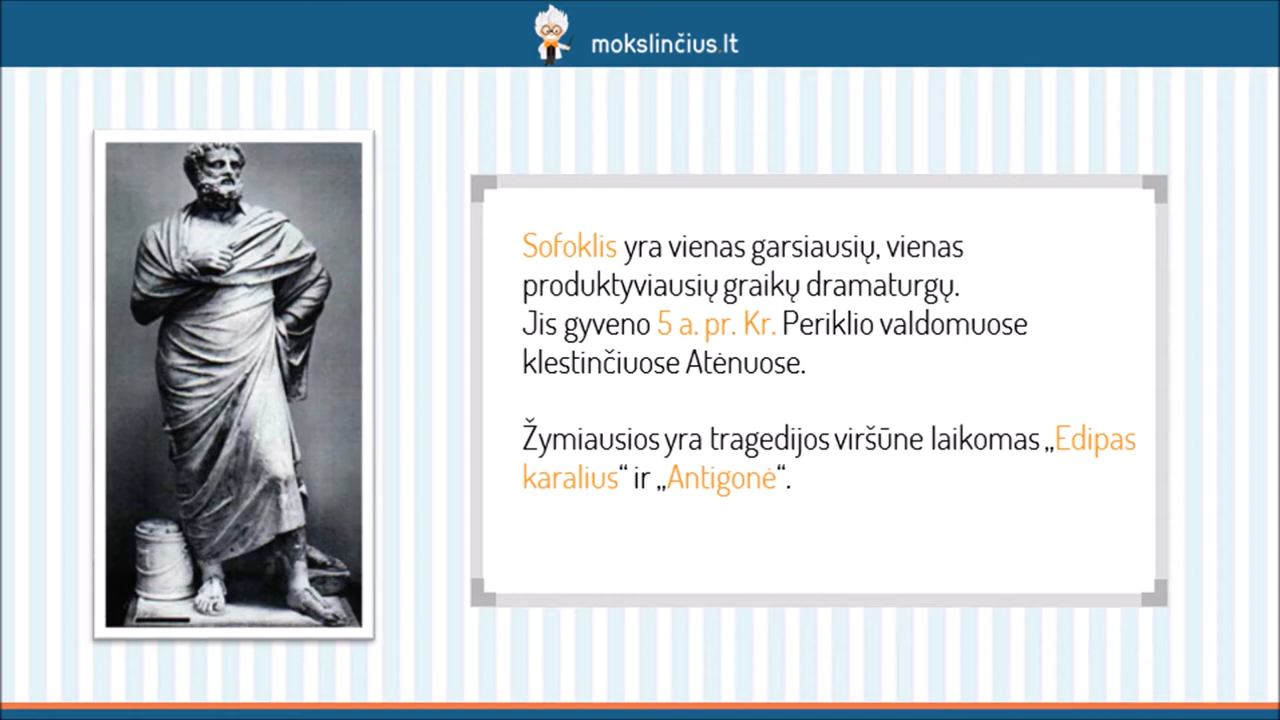 mokslinčius.lt
Sofoklis yra vienas garsiausių, vienas
produktyviausių graikų dramaturgų.
Jis gyveno 5 a. pr. Kr. Periklio valdomuose
klestinčiuose Atėnuose.
Žymiausios yra tragedijos viršūne laikomas „Edipas
karalius“ ir „Antigonė“.